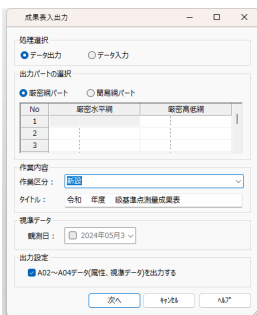 成果表入出力
処理選択
データ出力 データ入力
出力パートの選択
厳密網パート 簡易網パート
No 厳密水平網 厳密高低網
1 :
2 : :
3 : :
作業内容
作業区分： 新設
タイトル： 令和 年度 級基準点測量成果表
視準データ
観測日： 2024年05月3
出力設定
A02～A04データ(属性、視準データ)を出力する
次へ ｷｬﾝｾﾙ ﾍﾙﾌﾟ